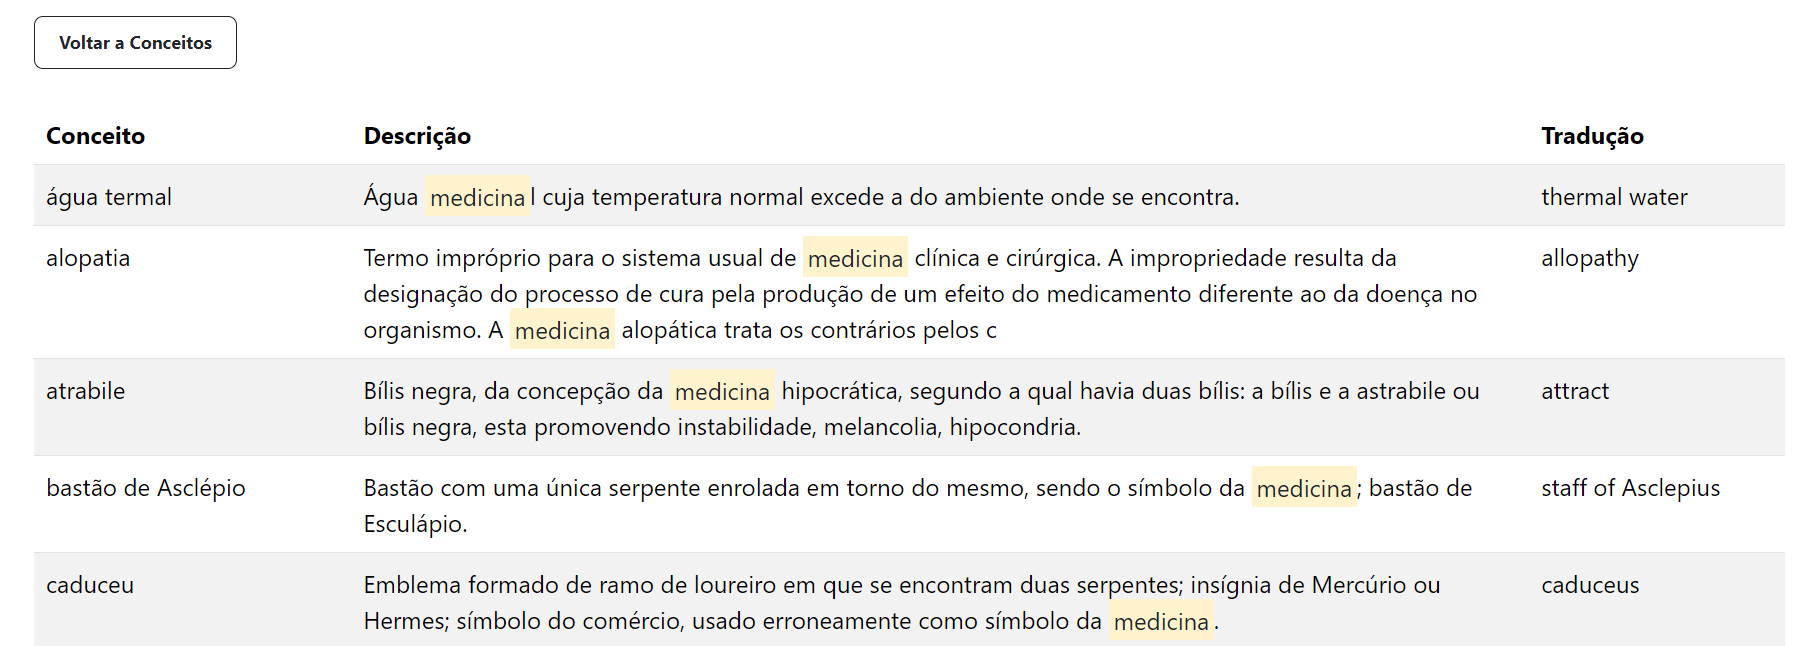 Voltar a Conceitos
Conceito Descrição Tradução
água termal Água medicinal cuja temperatura normal excede a do ambiente onde se encontra. thermal water
alopatia Termo impróprio para o sistema usual de medicina clínica e cirúrgica. A impropriedade resulta da allopathy
designação do processo de cura pela produção de um efeito do medicamento diferente ao da doença no
organismo. A medicina alopática trata os contrários pelos c
atrabile Bílis negra, da concepção da medicina hipocrática, segundo a qual havia duas bílis: a bílis e a astrabile ou attract
bílis negra, esta promovendo instabilidade, melancolia, hipocondria.
bastão de Asclépio Bastão com uma única serpente enrolada em torno do mesmo, sendo o símbolo da medicina; bastão de staff of Asclepius
Esculápio.
caduceu Emblema formado de ramo de loureiro em que se encontram duas serpentes; insígnia de Mercúrio ou caduceus
Hermes; símbolo do comércio, usado erroneamente como símbolo da medicina.